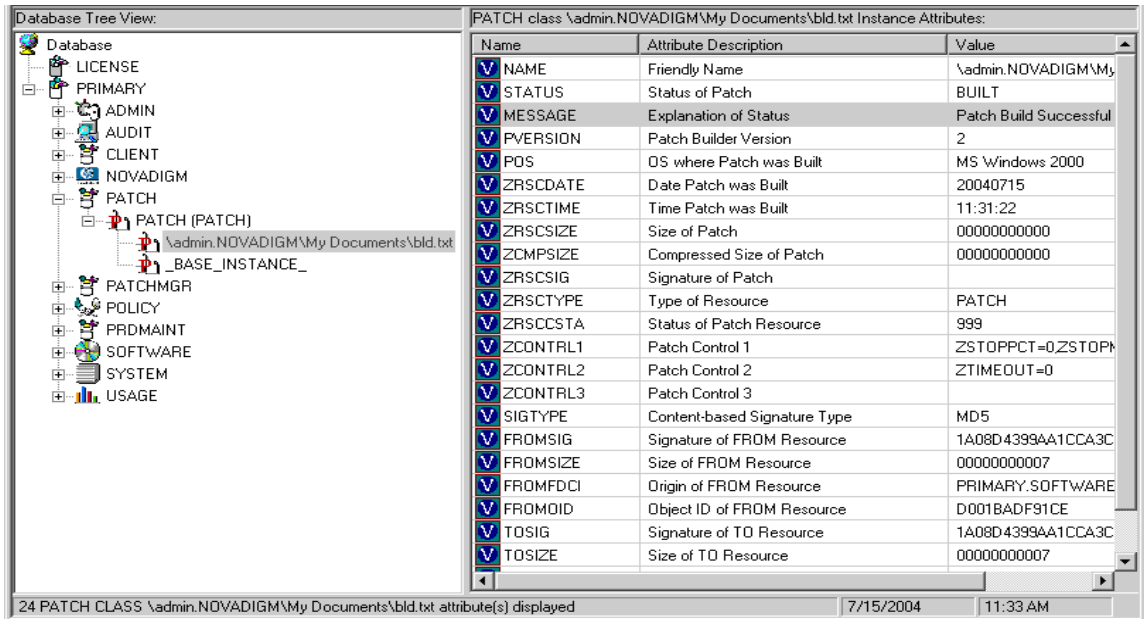 Database Tree View:
PATCH class \admin.NOVADIGM\My Documents\bld.txt Instance Attributes:
Database
LICENSE
PRIMARY
ADMIN
AUDIT
CLIENT
NOVADIGM
PATCH
PATCH (PATCH)
\admin.NOVADIGM\My Documents\bld.txt
_BASE_INSTANCE_
PATCHMGR
POLICY
PRDMAINT
SOFTWARE
SYSTEM
USAGE
Name Attribute Description Value
V NAME Friendly Name \admin.NOVADIGM\My
V STATUS Status of Patch BUILT
V MESSAGE Explanation of Status Patch Build Successful
V PVERSION Patch Builder Version 2
V POS OS where Patch was Built MS Windows 2000
V ZRSCDATE Date Patch was Built 20040715
V ZRSCTIME Time Patch was Built 11:31:22
V ZRSCSIZE Size of Patch 00000000000
V ZCMPSIZE Compressed Size of Patch 00000000000
V ZRSCSIG Signature of Patch
V ZRSCTYPE Type of Resource PATCH
V ZRSCCSTA Status of Patch Resource 999
V ZCONTRL1 Patch Control 1 ZSTOPPCT=0,ZSTOPM
V ZCONTRL2 Patch Control 2 ZTIMEOUT=0
V ZCONTRL3 Patch Control 3
V SIGTYPE Content-based Signature Type MD5
V FROMSIG Signature of FROM Resource 1A08D4399AA1CCA3C
V FROMSIZE Size of FROM Resource 00000000007
V FROMFDCI Origin of FROM Resource PRIMARY.SOFTWARE
V FROMOID Object ID of FROM Resource D001BADF91CE
V TOSIG Signature of TO Resource 1A08D4399AA1CCA3C
V TOSIZE Size of TO Resource 00000000007
24 PATCH CLASS \admin.NOVADIGM\My Documents\bld.txt attribute(s) displayed 7/15/2004 11:33 AM